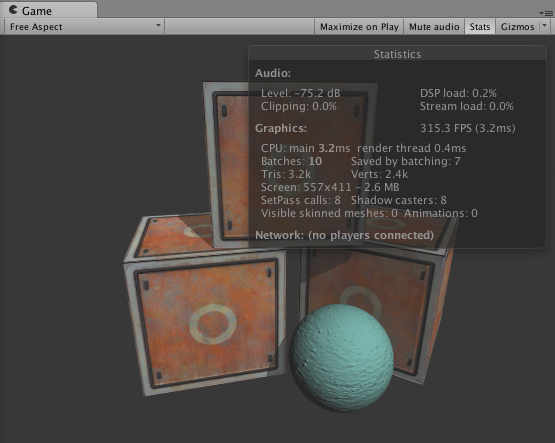 Game
Free Aspect Maximize on Play Mute audio Stats Gizmos
Statistics
Audio:
Level: -75.2 dB DSP load: 0.2%
Clipping: 0.0% Stream load: 0.0%
Graphics: 315.3 FPS (3.2ms)
CPU: main 3.2ms render thread 0.4ms
Batches: 10 Saved by batching: 7
Tris: 3.2k Verts: 2.4k
Screen: 557x411 - 2.6 MB
SetPass calls: 8 Shadow casters: 8
Visible skinned meshes: 0 Animations: 0
Network: (no players connected)